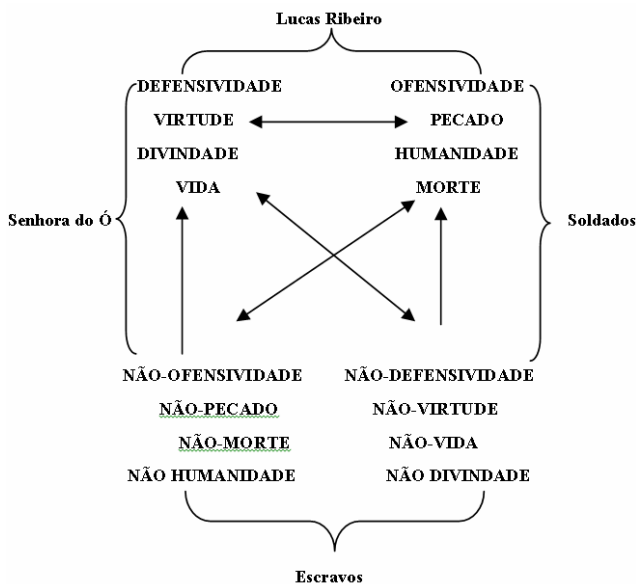 Lucas Ribeiro
DEFENSIVIDADE OFENSIVIDADE
VIRTUDE PECADO
DIVINDADE HUMANIDADE
VIDA MORTE
Senhora do Ó Soldados
NÃO-OFENSIVIDADE NÃO-DEFENSIVIDADE
NÃO-PECADO NÃO-VIRTUDE
NÃO-MORTE NÃO-VIDA
NÃO HUMANIDADE NÃO DIVINDADE
Escravos